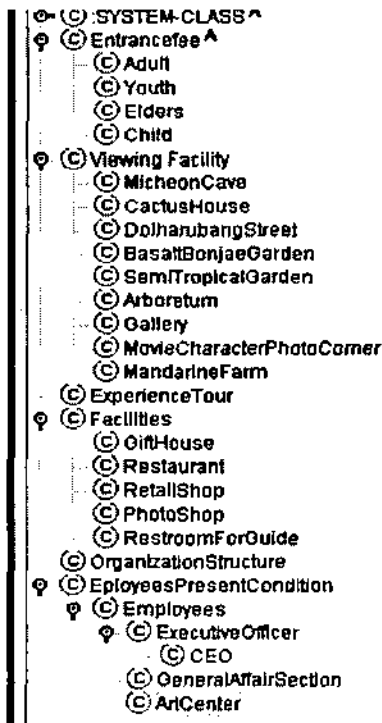 Ⓒ :SYSTEM-CLASS ^
Ⓒ Entrancefee ^
Ⓒ Adult
Ⓒ Youth
Ⓒ Elders
Ⓒ Child
Ⓒ Viewing Facility
Ⓒ MicheonCave
Ⓒ CactusHouse
Ⓒ DolharubangStreet
Ⓒ BasaltBonjaeGarden
Ⓒ SemiTropicalGarden
Ⓒ Arboretum
Ⓒ Gallery
Ⓒ MovieCharacterPhotoCorner
Ⓒ MandarineFarm
Ⓒ ExperienceTour
Ⓒ Facilities
Ⓒ GiftHouse
Ⓒ Restaurant
Ⓒ RetailShop
Ⓒ PhotoShop
Ⓒ RestroomForGuide
Ⓒ OrganizationStructure
Ⓒ EployeesPresentCondition
Ⓒ Employees
Ⓒ ExecutiveOfficer
Ⓒ CEO
Ⓒ GeneralAffairSection
Ⓒ ArtCenter